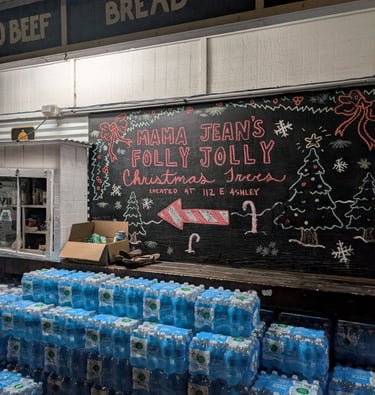 D BEEF
BREAD
MAMA JEAN'S
FOLLY JOLLY
Christmas Trees
LOCATED AT 112 E ASHLEY